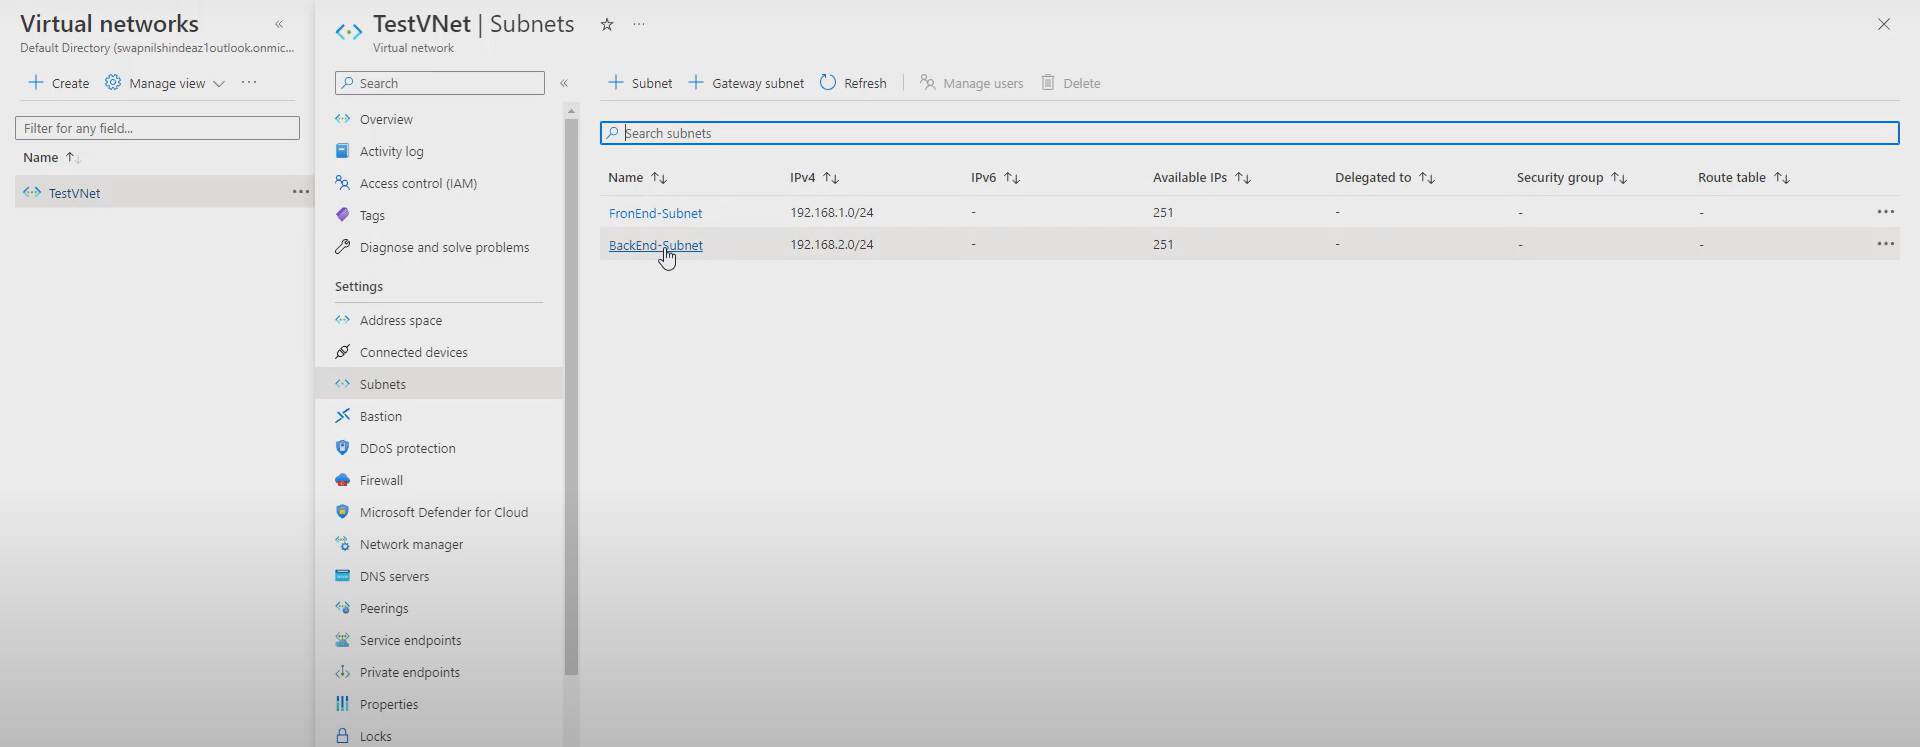 Virtual networks
Default Directory (swapnilshindeaz1outlook.onmic...
Create
Manage view
Filter for any field...
Name
TestVNet
TestVNet | Subnets
Virtual network
Search
Overview
Activity log
Access control (IAM)
Tags
Diagnose and solve problems
Settings
Address space
Connected devices
Subnets
Bastion
DDoS protection
Firewall
Microsoft Defender for Cloud
Network manager
DNS servers
Peerings
Service endpoints
Private endpoints
Properties
Locks
Subnet Gateway subnet Refresh Manage users Delete
Search subnets
Name IPv4 IPv6 Available IPs Delegated to Security group Route table
FronEnd-Subnet 192.168.1.0/24 - 251 - - -
BackEnd-Subnet 192.168.2.0/24 - 251 - - -